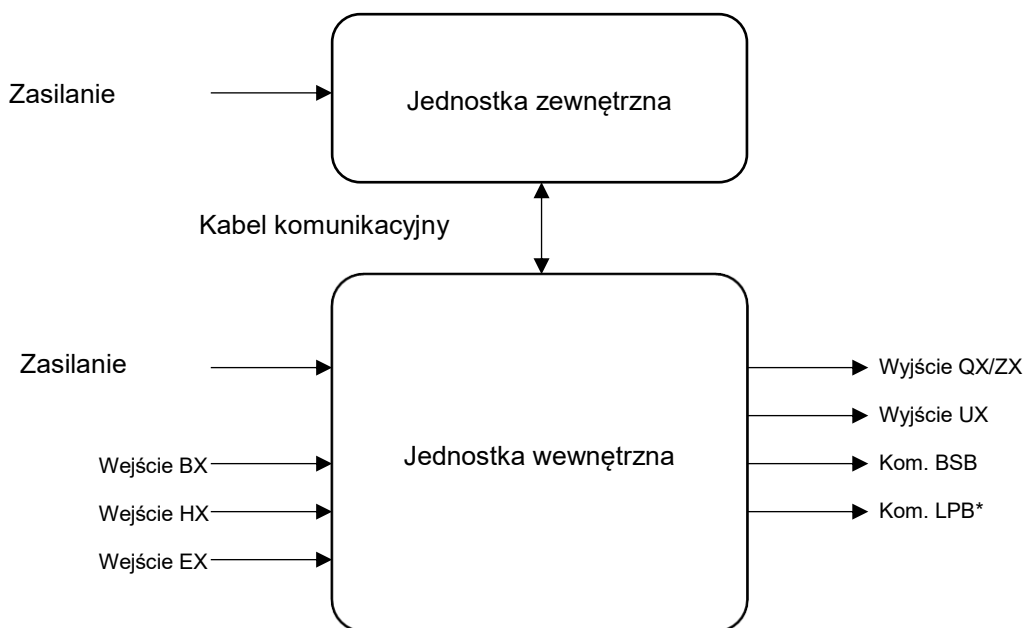 Zasilanie
Jednostka zewnętrzna
Kabel komunikacyjny
Zasilanie
Wyjście QX/ZX
Wyjście UX
Jednostka wewnętrzna
Wejście BX
Kom. BSB
Wejście HX
Kom. LPB*
Wejście EX